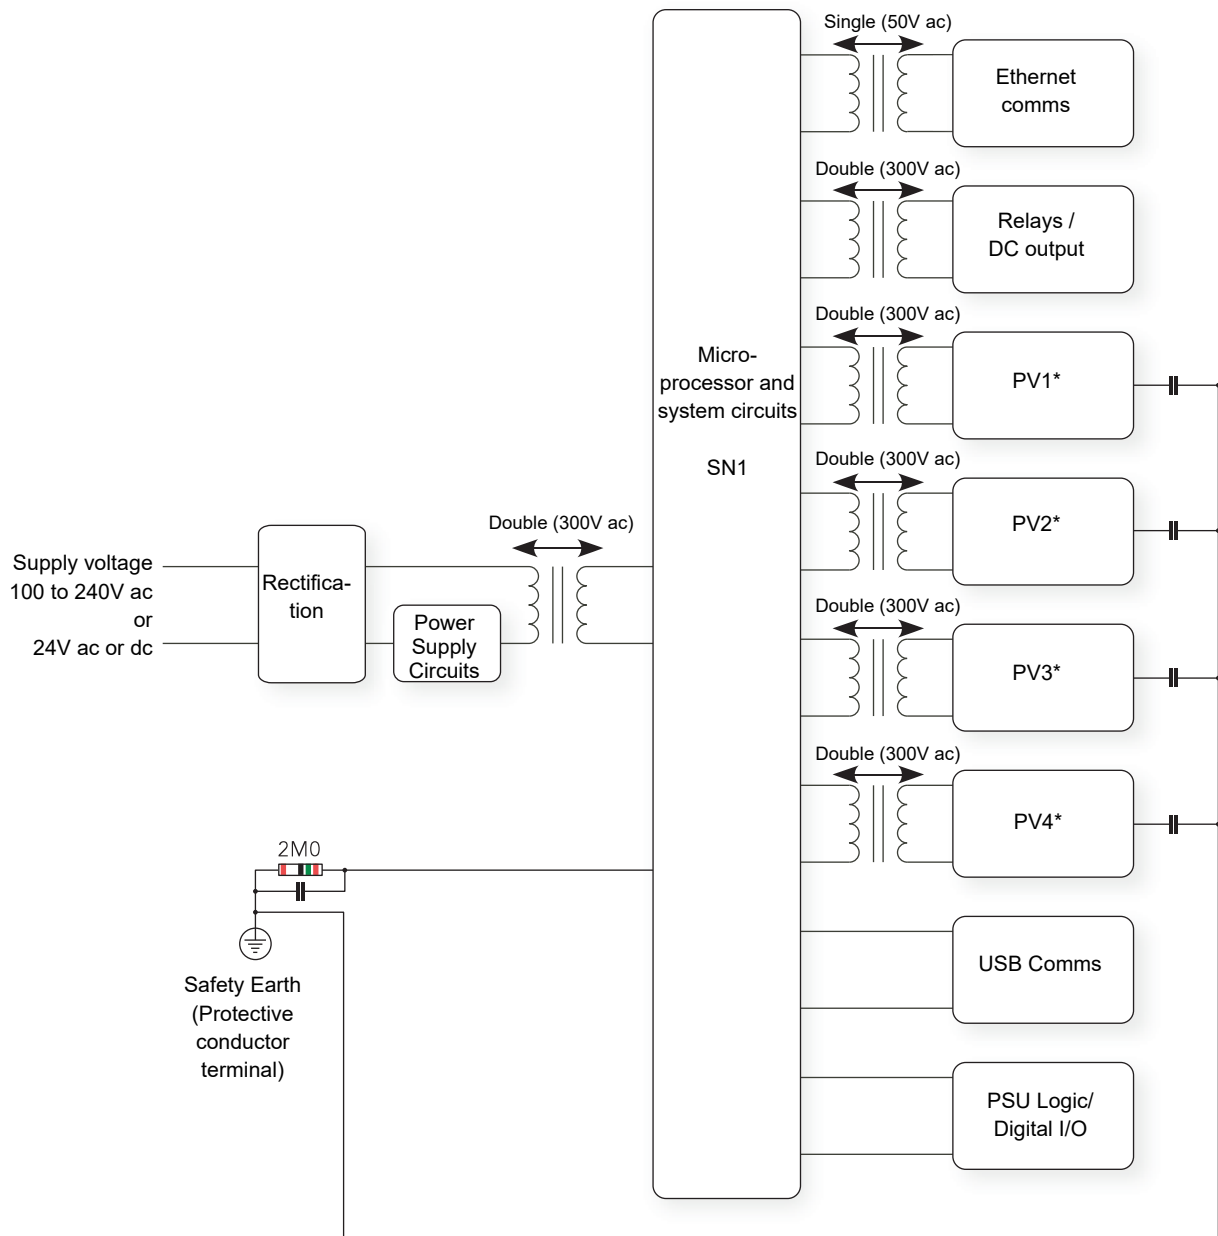 Single (50V ac)
Ethernet
comms
Double (300V ac)
Relays /
DC output
Double (300V ac)
PV1*
Micro-
processor and
system circuits
SN1
Double (300V ac)
PV2*
Double (300V ac)
Supply voltage
100 to 240V ac
or
24V ac or dc
Rectifica-
tion
Power
Supply
Circuits
Double (300V ac)
PV3*
Double (300V ac)
PV4*
2M0
Safety Earth
(Protective
conductor
terminal)
USB Comms
PSU Logic/
Digital I/O